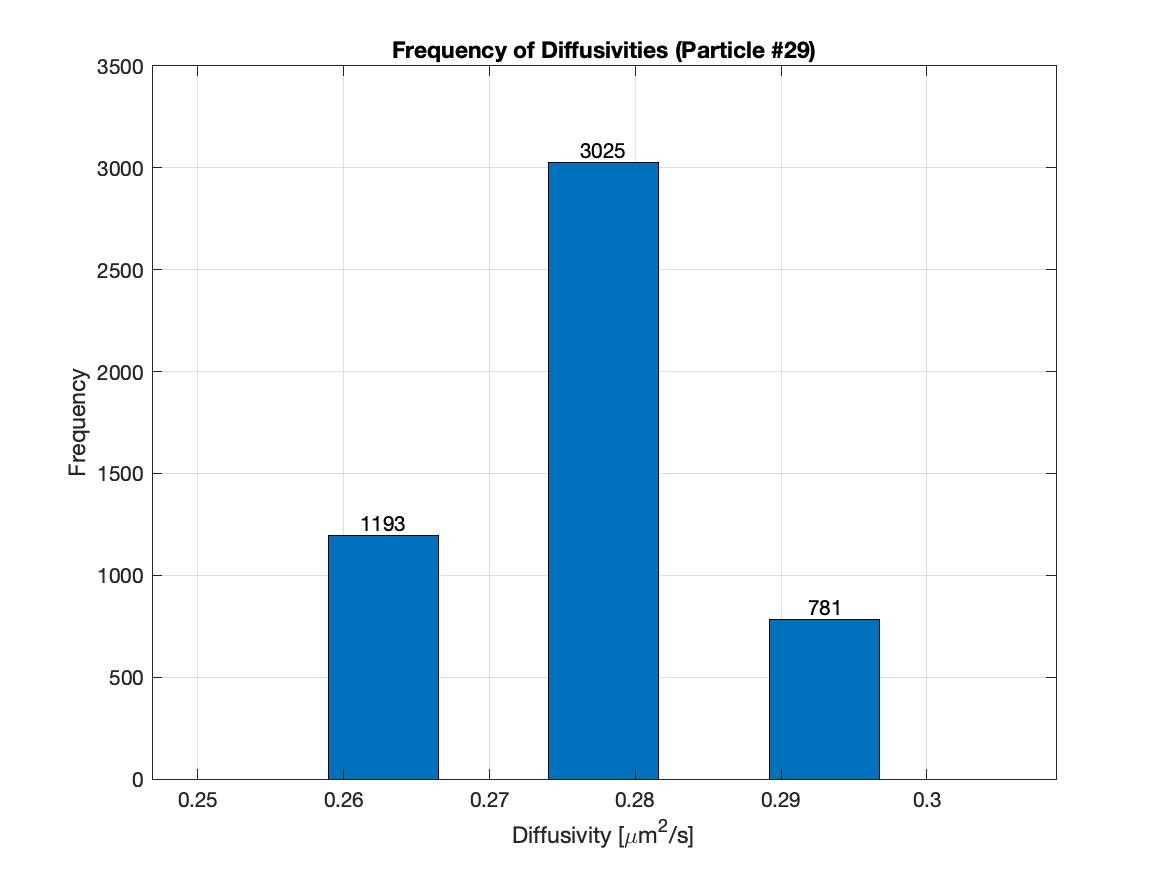 Frequency of Diffusivities (Particle #29)
3500
3000
2500
2000
1500
1000
500
0
Frequency
1193
3025
781
0.25 0.26 0.27 0.28 0.29 0.3
Diffusivity [μm²/s]